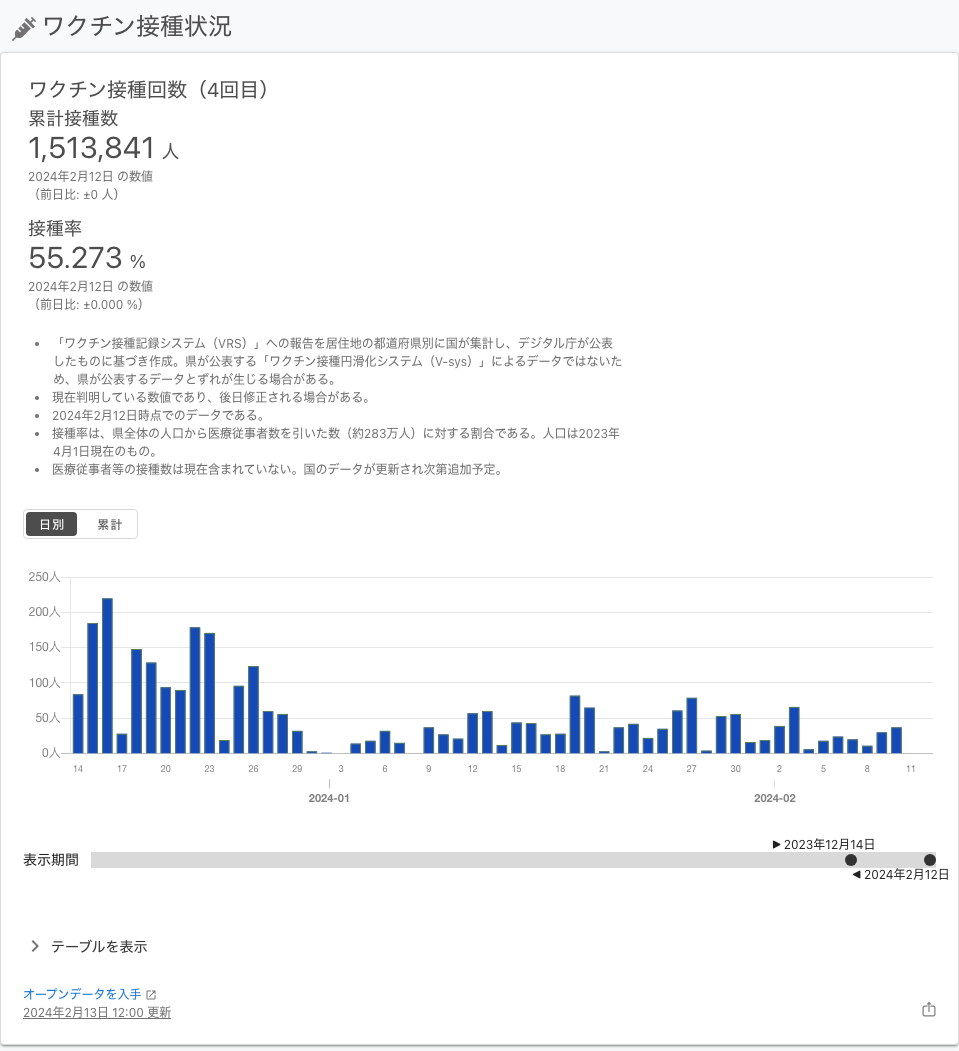 ワクチン接種状況
ワクチン接種回数（4回目）
累計接種数
1,513,841 人
2024年2月12日 の数値
（前日比: ±0 人）
接種率
55.273 %
2024年2月12日 の数値
（前日比: ±0.000 %）
• 「ワクチン接種記録システム（VRS）」への報告を居住地の都道府県別に国が集計し、デジタル庁が公表
したものに基づき作成。県が公表する「ワクチン接種円滑化システム（V-sys）」によるデータではないた
め、県が公表するデータとずれが生じる場合がある。
• 現在判明している数値であり、後日修正される場合がある。
• 2024年2月12日時点でのデータである。
• 接種率は、県全体の人口から医療従事者数を引いた数（約283万人）に対する割合である。人口は2023年
4月1日現在のもの。
• 医療従事者等の接種数は現在含まれていない。国のデータが更新され次第追加予定。
日別 累計
250人
200人
150人
100人
50人
0人
14 17 20 23 26 29 3 6 9 12 15 18 21 24 27 30 2 5 8 11
2024-01 2024-02
▶ 2023年12月14日
表示期間
◀ 2024年2月12日
テーブルを表示
オープンデータを入手
2024年2月13日 12:00 更新